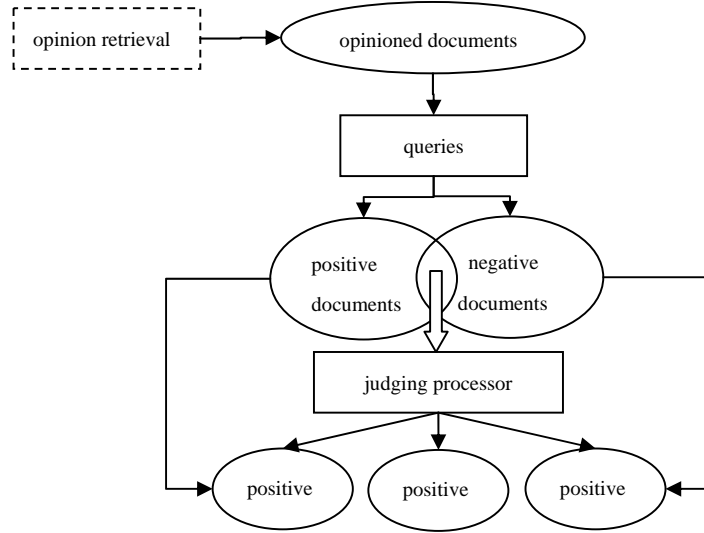 opinion retrieval
opinioned documents
queries
positive
documents
negative
documents
judging processor
positive
positive
positive